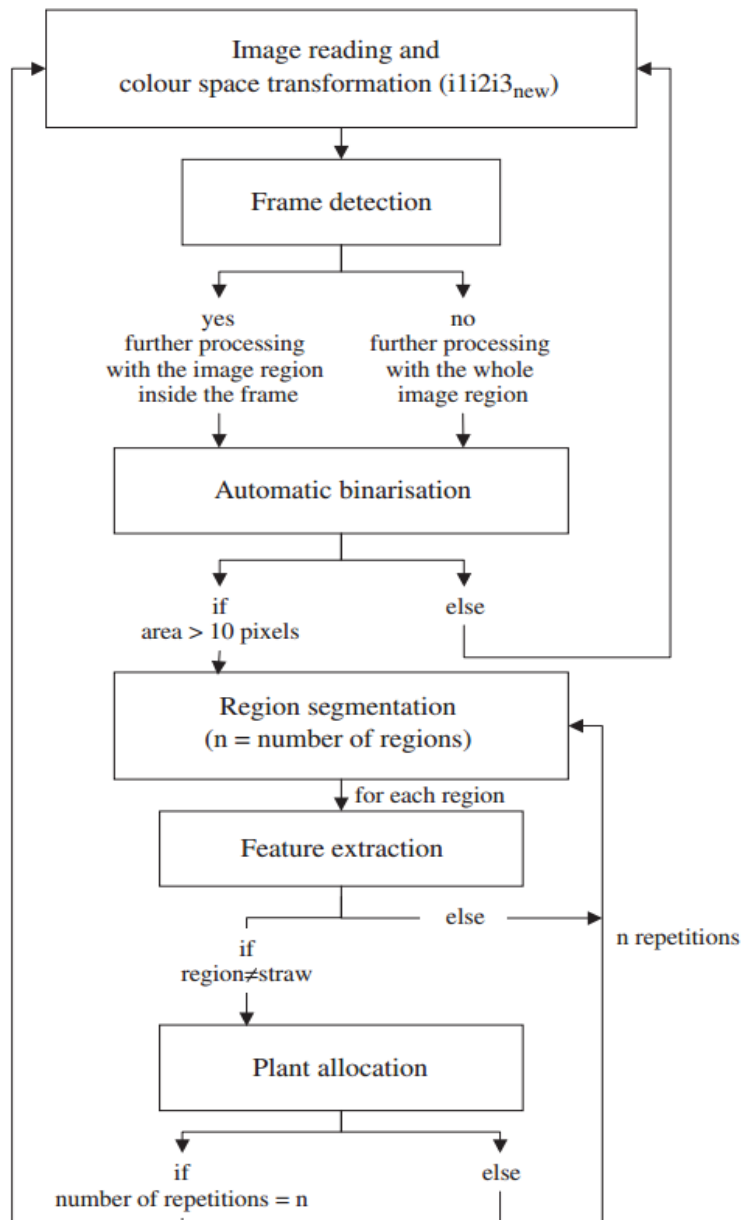 Image reading and
colour space transformation (i1i2i3new)
Frame detection
yes
further processing
with the image region
inside the frame
no
further processing
with the whole
image region
Automatic binarisation
if
area > 10 pixels
else
Region segmentation
(n = number of regions)
for each region
Feature extraction
else
n repetitions
if
region≠straw
Plant allocation
if
number of repetitions = n
else